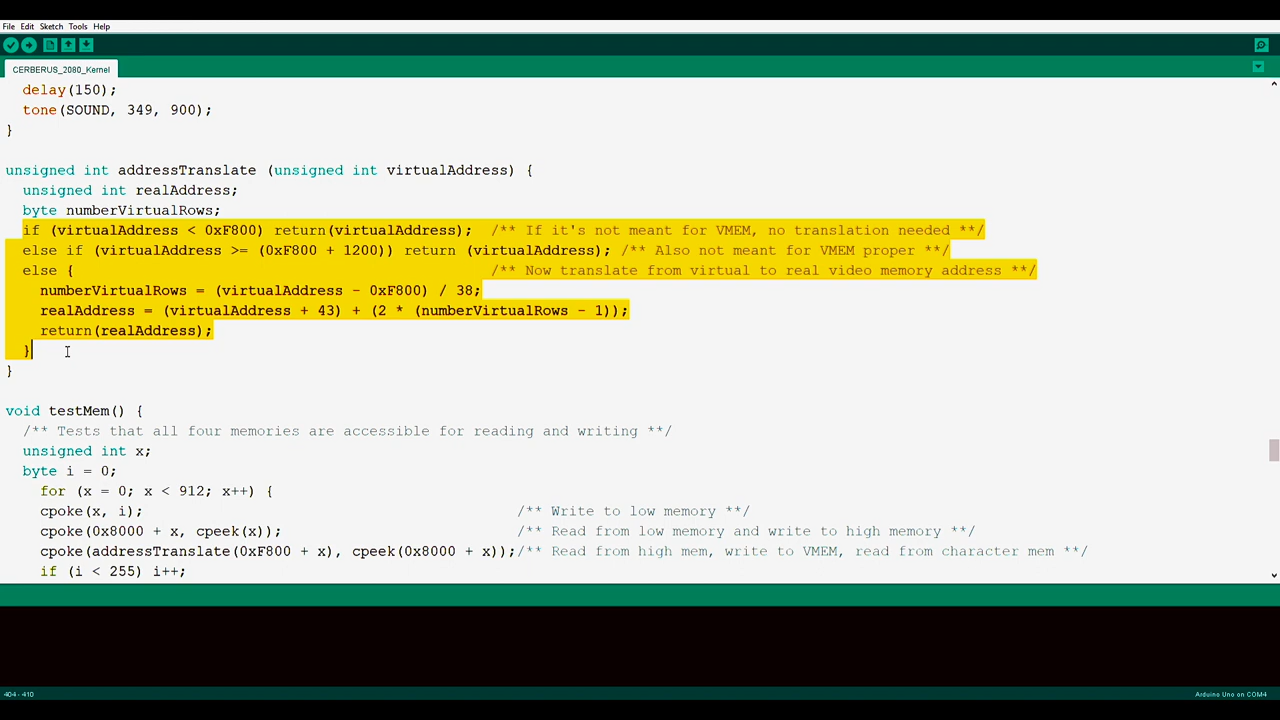 File Edit Sketch Tools Help
CERBERUS_2080_Kernel
delay(150);
tone(SOUND, 349, 900);
}
unsigned int addressTranslate (unsigned int virtualAddress) {
unsigned int realAddress;
byte numberVirtualRows;
if (virtualAddress < 0xF800) return(virtualAddress); /** If it's not meant for VMEM, no translation needed **/
else if (virtualAddress >= (0xF800 + 1200)) return (virtualAddress); /** Also not meant for VMEM proper **/
else { /** Now translate from virtual to real video memory address **/
numberVirtualRows = (virtualAddress - 0xF800) / 38;
realAddress = (virtualAddress + 43) + (2 * (numberVirtualRows - 1));
return(realAddress);
}
}
void testMem() {
/** Tests that all four memories are accessible for reading and writing **/
unsigned int x;
byte i = 0;
for (x = 0; x < 912; x++) {
cpoke(x, i); /** Write to low memory **/
cpoke(0x8000 + x, cpeek(x)); /** Read from low memory and write to high memory **/
cpoke(addressTranslate(0xF800 + x), cpeek(0x8000 + x));/** Read from high mem, write to VMEM, read from character mem **/
if (i < 255) i++;
404 - 410
Arduino Uno on COM4